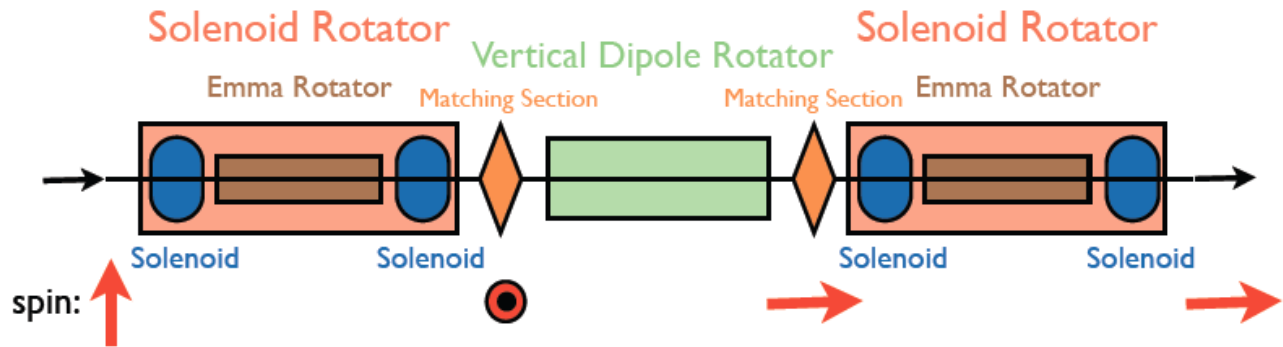 Solenoid Rotator
Solenoid Rotator
Vertical Dipole Rotator
Emma Rotator
Matching Section
Matching Section
Emma Rotator
Solenoid
Solenoid
Solenoid
Solenoid
spin: